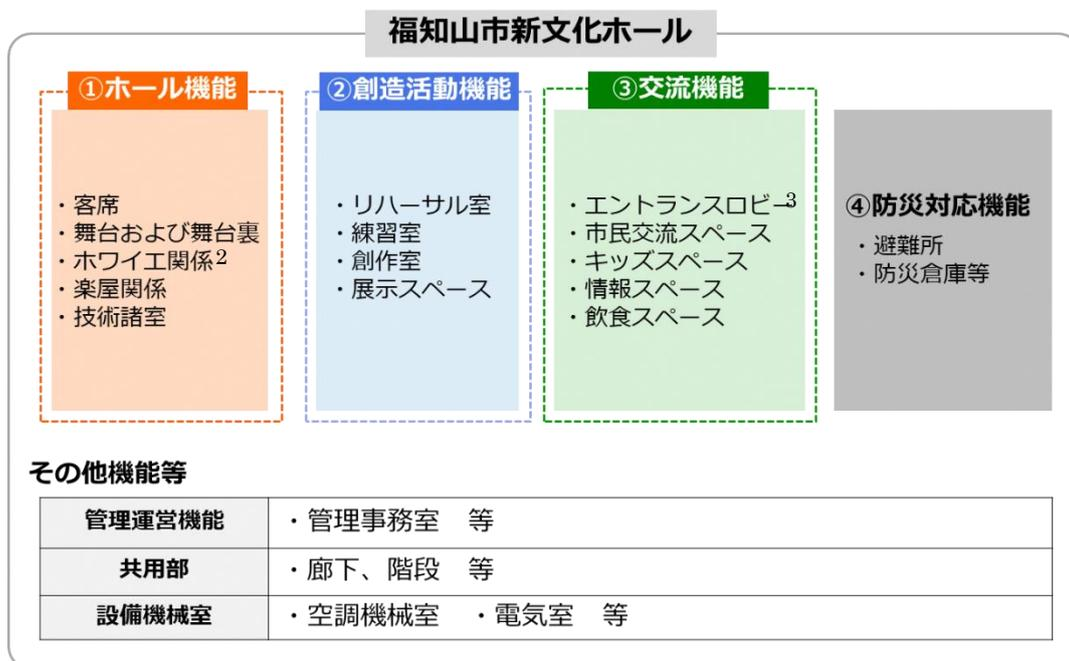 福知山市新文化ホール
①ホール機能
・客席
・舞台および舞台裏
・ホワイエ関係2
・楽屋関係
・技術諸室
②創造活動機能
・リハーサル室
・練習室
・創作室
・展示スペース
③交流機能
・エントランスロビー3
・市民交流スペース
・キッズスペース
・情報スペース
・飲食スペース
④防災対応機能
・避難所
・防災倉庫等
その他機能等
管理運営機能 ・管理事務室　等
共用部 ・廊下、階段　等
設備機械室 ・空調機械室　・電気室　等